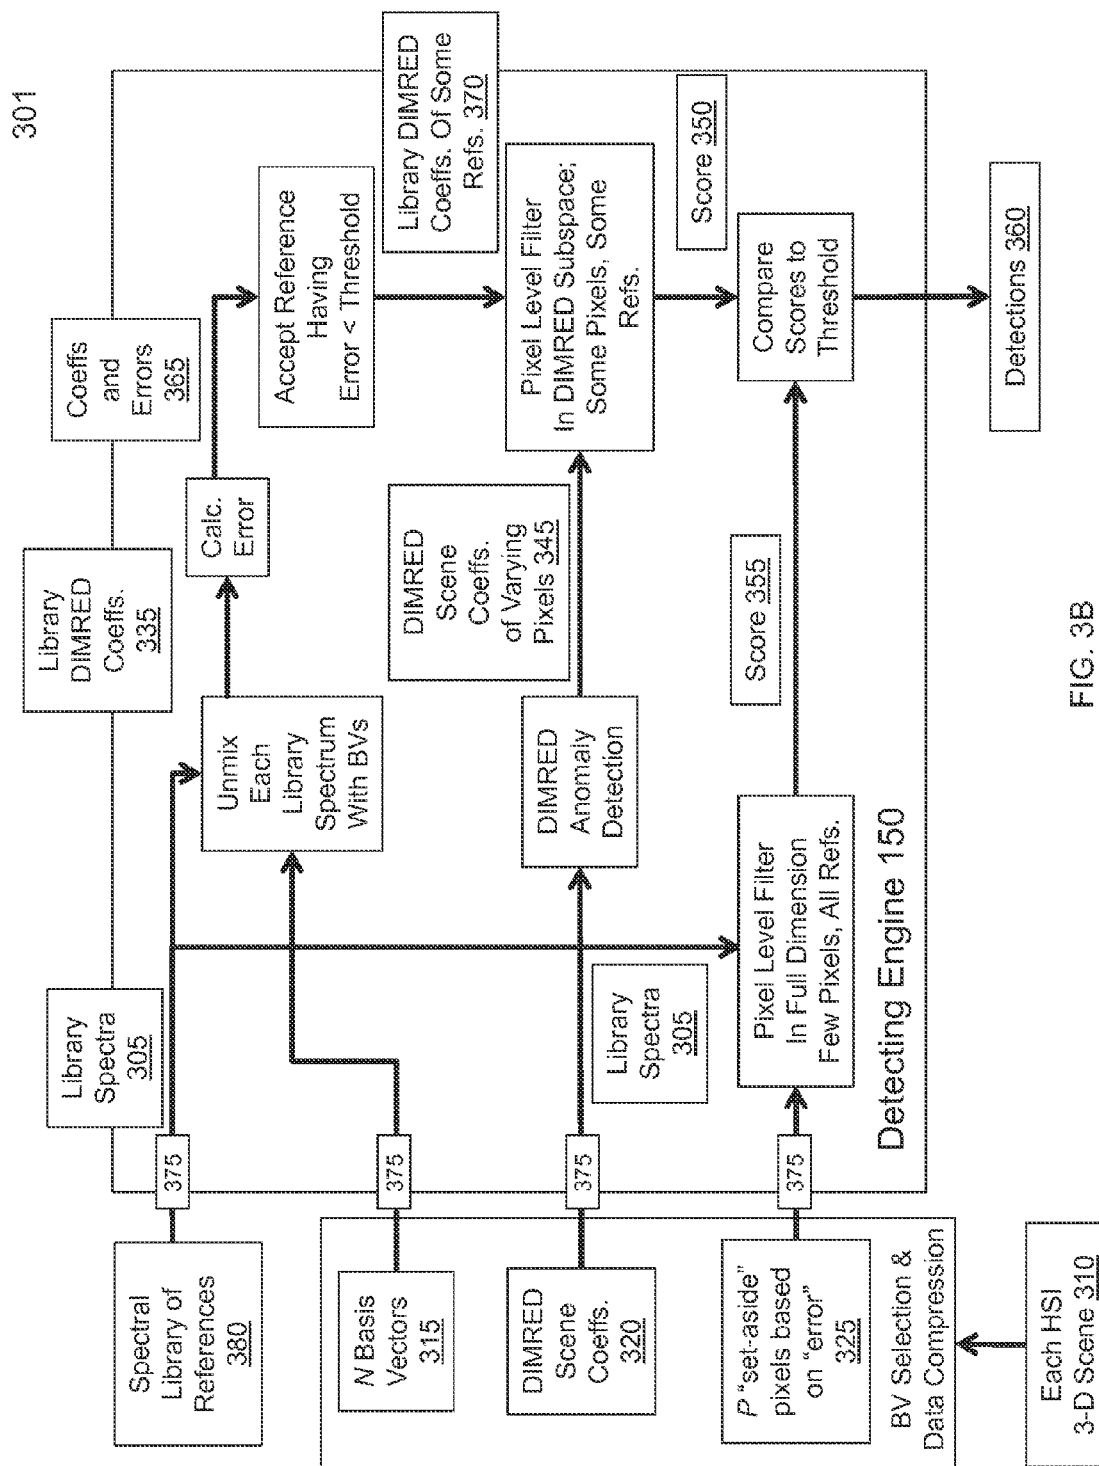 301
Spectral
Library of
References
380
375
Library
Spectra
305
Library
DIMRED
Coeffs.
335
Coeffs
and
Errors
365
Unmix
Each
Library
Spectrum
With BVs
Calc.
Error
Accept Reference
Having
Error < Threshold
Library DIMRED
Coeffs. Of Some
Refs. 370
N Basis
Vectors
315
375
DIMRED
Scene
Coeffs.
of Varying
Pixels 345
DIMRED Scene
Coeffs.
320
375
DIMRED
Anomaly
Detection
Pixel Level Filter
In DIMRED Subspace;
Some Pixels, Some
Refs.
Library
Spectra
305
Score 350
P "set-aside"
pixels based
on "error"
325
375
Pixel Level Filter
In Full Dimension
Few Pixels, All Refs.
Score 355
Compare
Scores to
Threshold
BV Selection &
Data Compression
Detecting Engine 150
Each HSI
3-D Scene 310
Detections 360
FIG. 3B